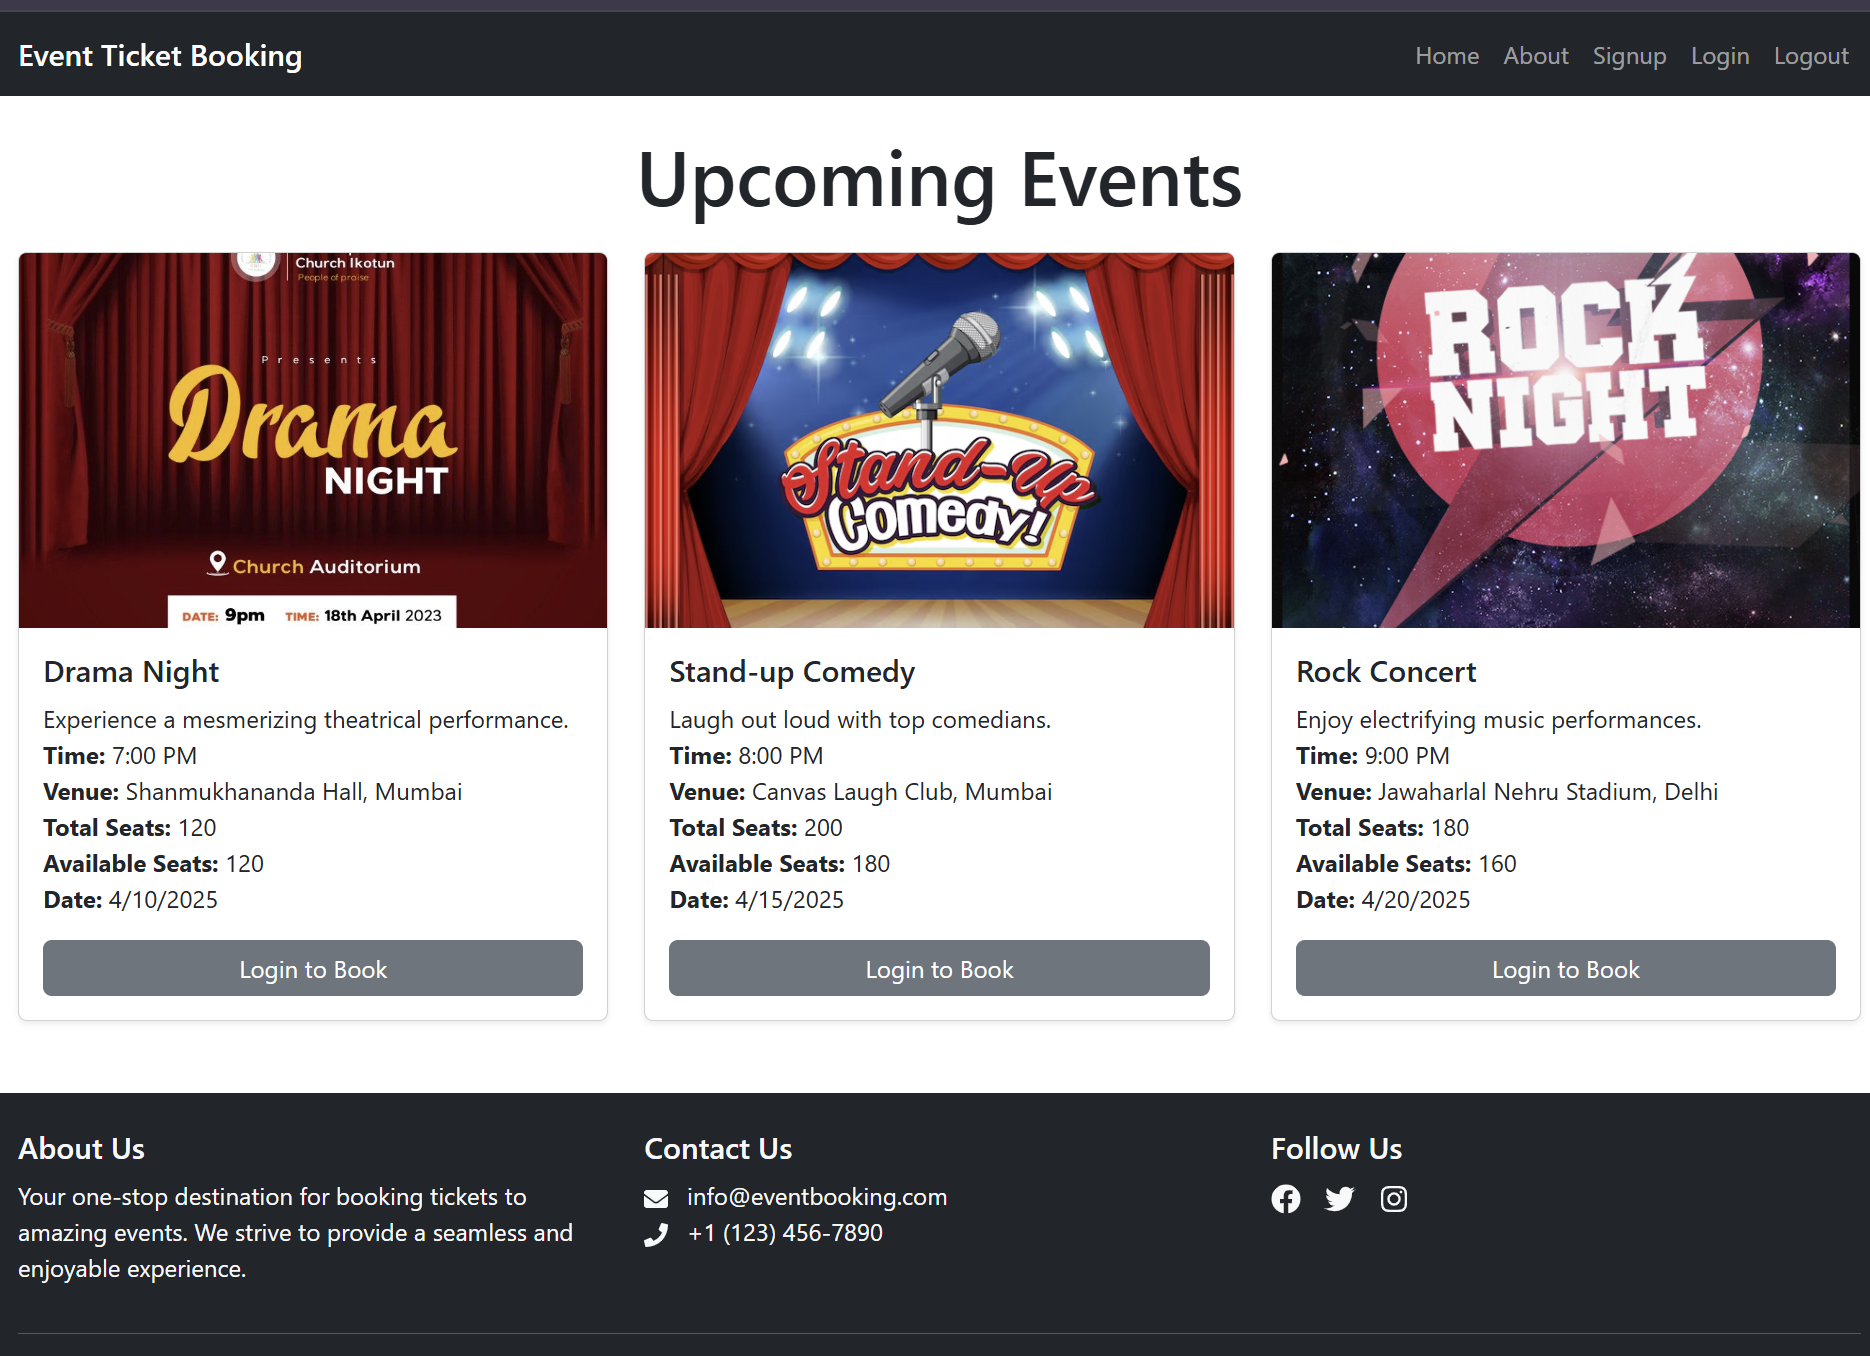 Event Ticket Booking
Home About Signup Login Logout
Upcoming Events
Church Ikotun
People of praise
Presents
Drama
NIGHT
Church Auditorium
DATE: 9pm TIME: 18th April 2023
Drama Night
Experience a mesmerizing theatrical performance.
Time: 7:00 PM
Venue: Shanmukhananda Hall, Mumbai
Total Seats: 120
Available Seats: 120
Date: 4/10/2025
Login to Book
Stand-Up
Comedy!
Stand-up Comedy
Laugh out loud with top comedians.
Time: 8:00 PM
Venue: Canvas Laugh Club, Mumbai
Total Seats: 200
Available Seats: 180
Date: 4/15/2025
Login to Book
ROCK
NIGHT
Rock Concert
Enjoy electrifying music performances.
Time: 9:00 PM
Venue: Jawaharlal Nehru Stadium, Delhi
Total Seats: 180
Available Seats: 160
Date: 4/20/2025
Login to Book
About Us
Your one-stop destination for booking tickets to
amazing events. We strive to provide a seamless and
enjoyable experience.
Contact Us
info@eventbooking.com
+1 (123) 456-7890
Follow Us